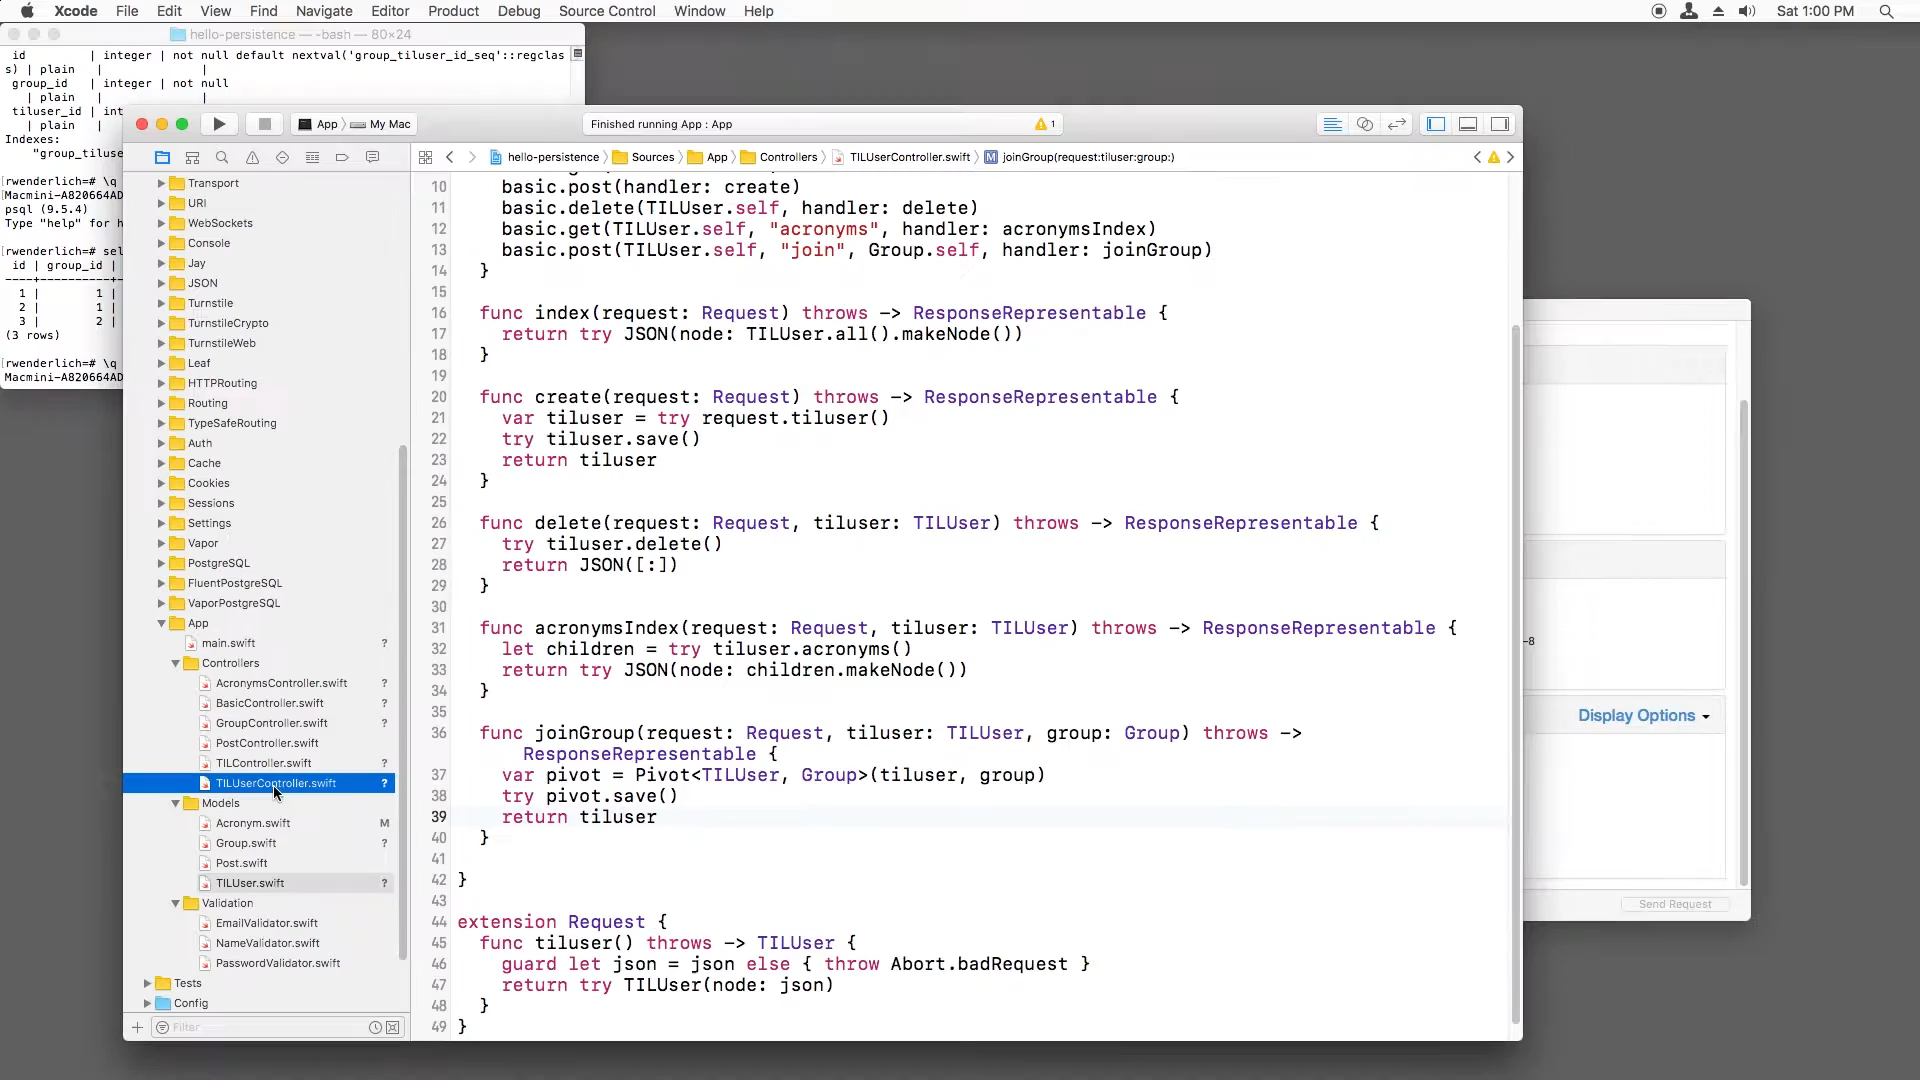 Xcode File Edit View Find Navigate Editor Product Debug Source Control Window Help Sat 1:00 PM
hello-persistence — -bash — 80×24
id | integer | not null default nextval('group_tiluser_id_seq'::regclas
s) | plain | |
group_id | integer | not null
| plain | |
tiluser_id | int
| plain |
Indexes:
"group_tiluse
[rwenderlich=# \q
Macmini-A820664AD
psql (9.5.4)
Type "help" for h
[rwenderlich=# sel
id | group_id |
----+----------+
1 | 1 |
2 | 1 |
3 | 2 |
(3 rows)
[rwenderlich=# \q
Macmini-A820664AD
App My Mac
Finished running App : App
1
hello-persistence Sources App Controllers TILUserController.swift M joinGroup(request:tiluser:group:)
Transport
URI
WebSockets
Console
Jay
JSON
Turnstile
TurnstileCrypto
TurnstileWeb
Leaf
HTTPRouting
Routing
TypeSafeRouting
Auth
Cache
Cookies
Sessions
Settings
Vapor
PostgreSQL
FluentPostgreSQL
VaporPostgreSQL
App
main.swift ?
Controllers
AcronymsController.swift ?
BasicController.swift ?
GroupController.swift ?
PostController.swift
TILController.swift ?
TILUserController.swift ?
Models
Acronym.swift M
Group.swift ?
Post.swift
TILUser.swift ?
Validation
EmailValidator.swift
NameValidator.swift
PasswordValidator.swift
Tests
Config
Filter
10 basic.post(handler: create)
11 basic.delete(TILUser.self, handler: delete)
12 basic.get(TILUser.self, "acronyms", handler: acronymsIndex)
13 basic.post(TILUser.self, "join", Group.self, handler: joinGroup)
14 }
15
16 func index(request: Request) throws -> ResponseRepresentable {
17 return try JSON(node: TILUser.all().makeNode())
18 }
19
20 func create(request: Request) throws -> ResponseRepresentable {
21 var tiluser = try request.tiluser()
22 try tiluser.save()
23 return tiluser
24 }
25
26 func delete(request: Request, tiluser: TILUser) throws -> ResponseRepresentable {
27 try tiluser.delete()
28 return JSON([:])
29 }
30
31 func acronymsIndex(request: Request, tiluser: TILUser) throws -> ResponseRepresentable {
32 let children = try tiluser.acronyms()
33 return try JSON(node: children.makeNode())
34 }
35
36 func joinGroup(request: Request, tiluser: TILUser, group: Group) throws ->
ResponseRepresentable {
37 var pivot = Pivot<TILUser, Group>(tiluser, group)
38 try pivot.save()
39 return tiluser
40 }
41
42 }
43
44 extension Request {
45 func tiluser() throws -> TILUser {
46 guard let json = json else { throw Abort.badRequest }
47 return try TILUser(node: json)
48 }
49 }
-8
Display Options
Send Request